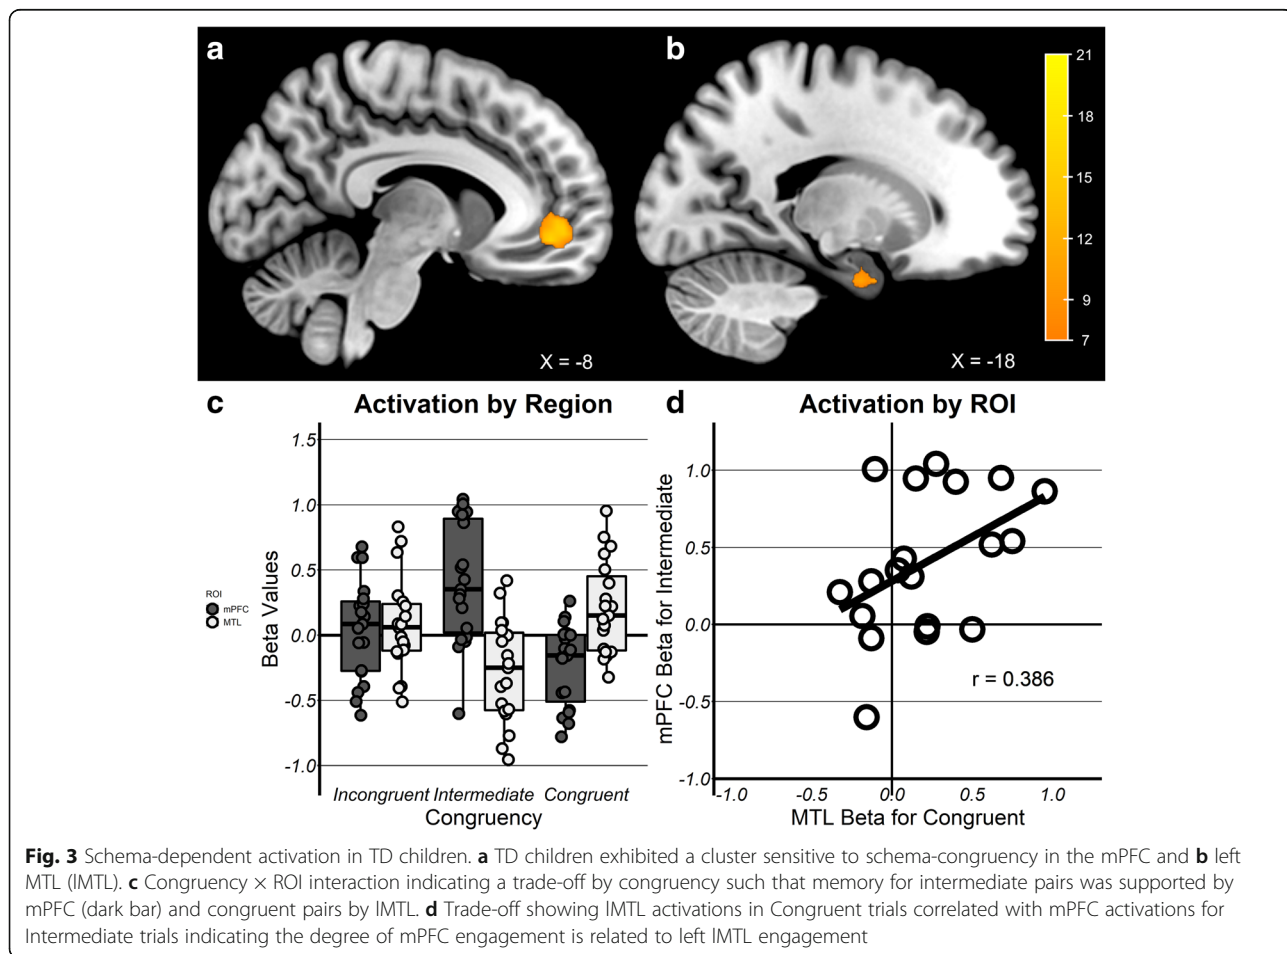 a
b
21
18
15
12
9
7
X = -8
X = -18
c
Activation by Region
d
Activation by ROI
Beta Values
1.5
1.0
0.5
0.0
-0.5
-1.0
ROI
mPFC
MTL
Incongruent Intermediate Congruent
Congruency
mPFC Beta for Intermediate
1.0
0.5
0.0
-0.5
-1.0
r = 0.386
-1.0 -0.5 0.0 0.5 1.0
MTL Beta for Congruent
Fig. 3 Schema-dependent activation in TD children. a TD children exhibited a cluster sensitive to schema-congruency in the mPFC and b left
MTL (lMTL). c Congruency × ROI interaction indicating a trade-off by congruency such that memory for intermediate pairs was supported by
mPFC (dark bar) and congruent pairs by lMTL. d Trade-off showing lMTL activations in Congruent trials correlated with mPFC activations for
Intermediate trials indicating the degree of mPFC engagement is related to left lMTL engagement